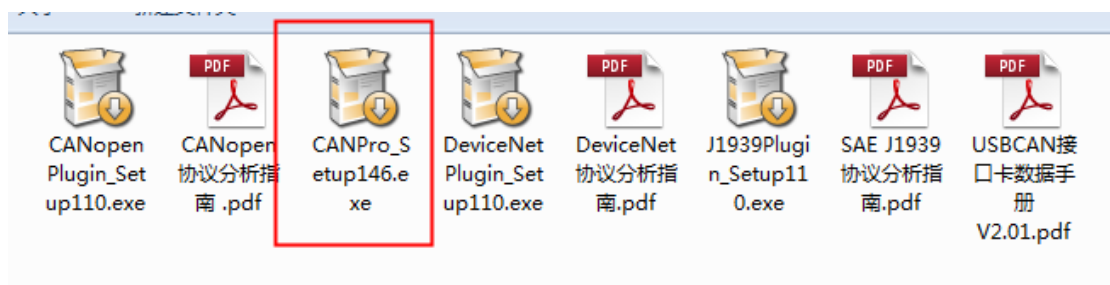 CANopen
Plugin_Set
up110.exe
PDF
CANopen
协议分析指
南 .pdf
CANPro_S
etup146.e
xe
DeviceNet
Plugin_Set
up110.exe
PDF
DeviceNet
协议分析指
南.pdf
J1939Plugi
n_Setup11
0.exe
PDF
SAE J1939
协议分析指
南.pdf
PDF
USBCAN接
口卡数据手
册
V2.01.pdf